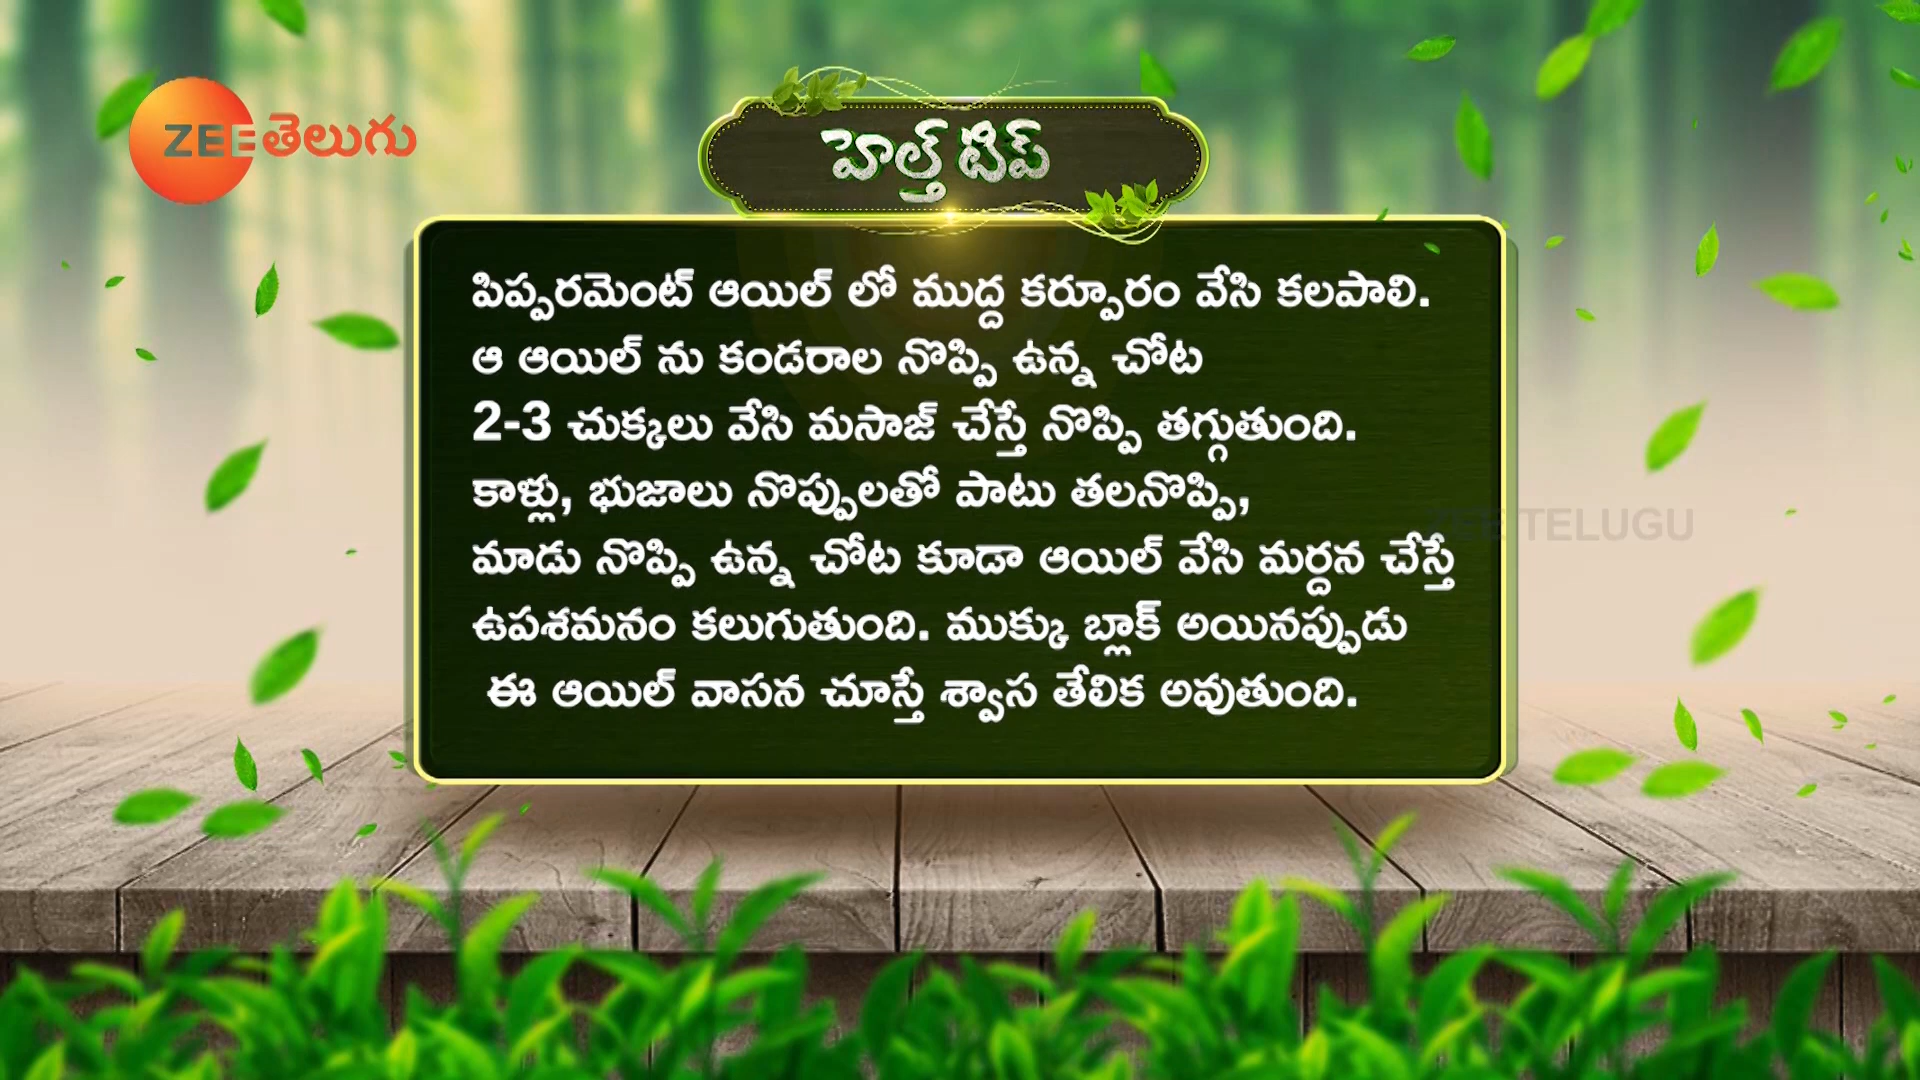 ZEE తెలుగు
హెల్త్ టిప్
పిప్పరమెంట్ ఆయిల్ లో ముద్ద కర్పూరం వేసి కలపాలి.
ఆ ఆయిల్ ను కండరాల నొప్పి ఉన్న చోట
2-3 చుక్కలు వేసి మసాజ్ చేస్తే నొప్పి తగ్గుతుంది.
కాళ్లు, భుజాలు నొప్పులతో పాటు తలనొప్పి,
మాడు నొప్పి ఉన్న చోట కూడా ఆయిల్ వేసి మర్దన చేస్తే
ఉపశమనం కలుగుతుంది. ముక్కు బ్లాక్ అయినప్పుడు
ఈ ఆయిల్ వాసన చూస్తే శ్వాస తేలిక అవుతుంది.
ZEE TELUGU